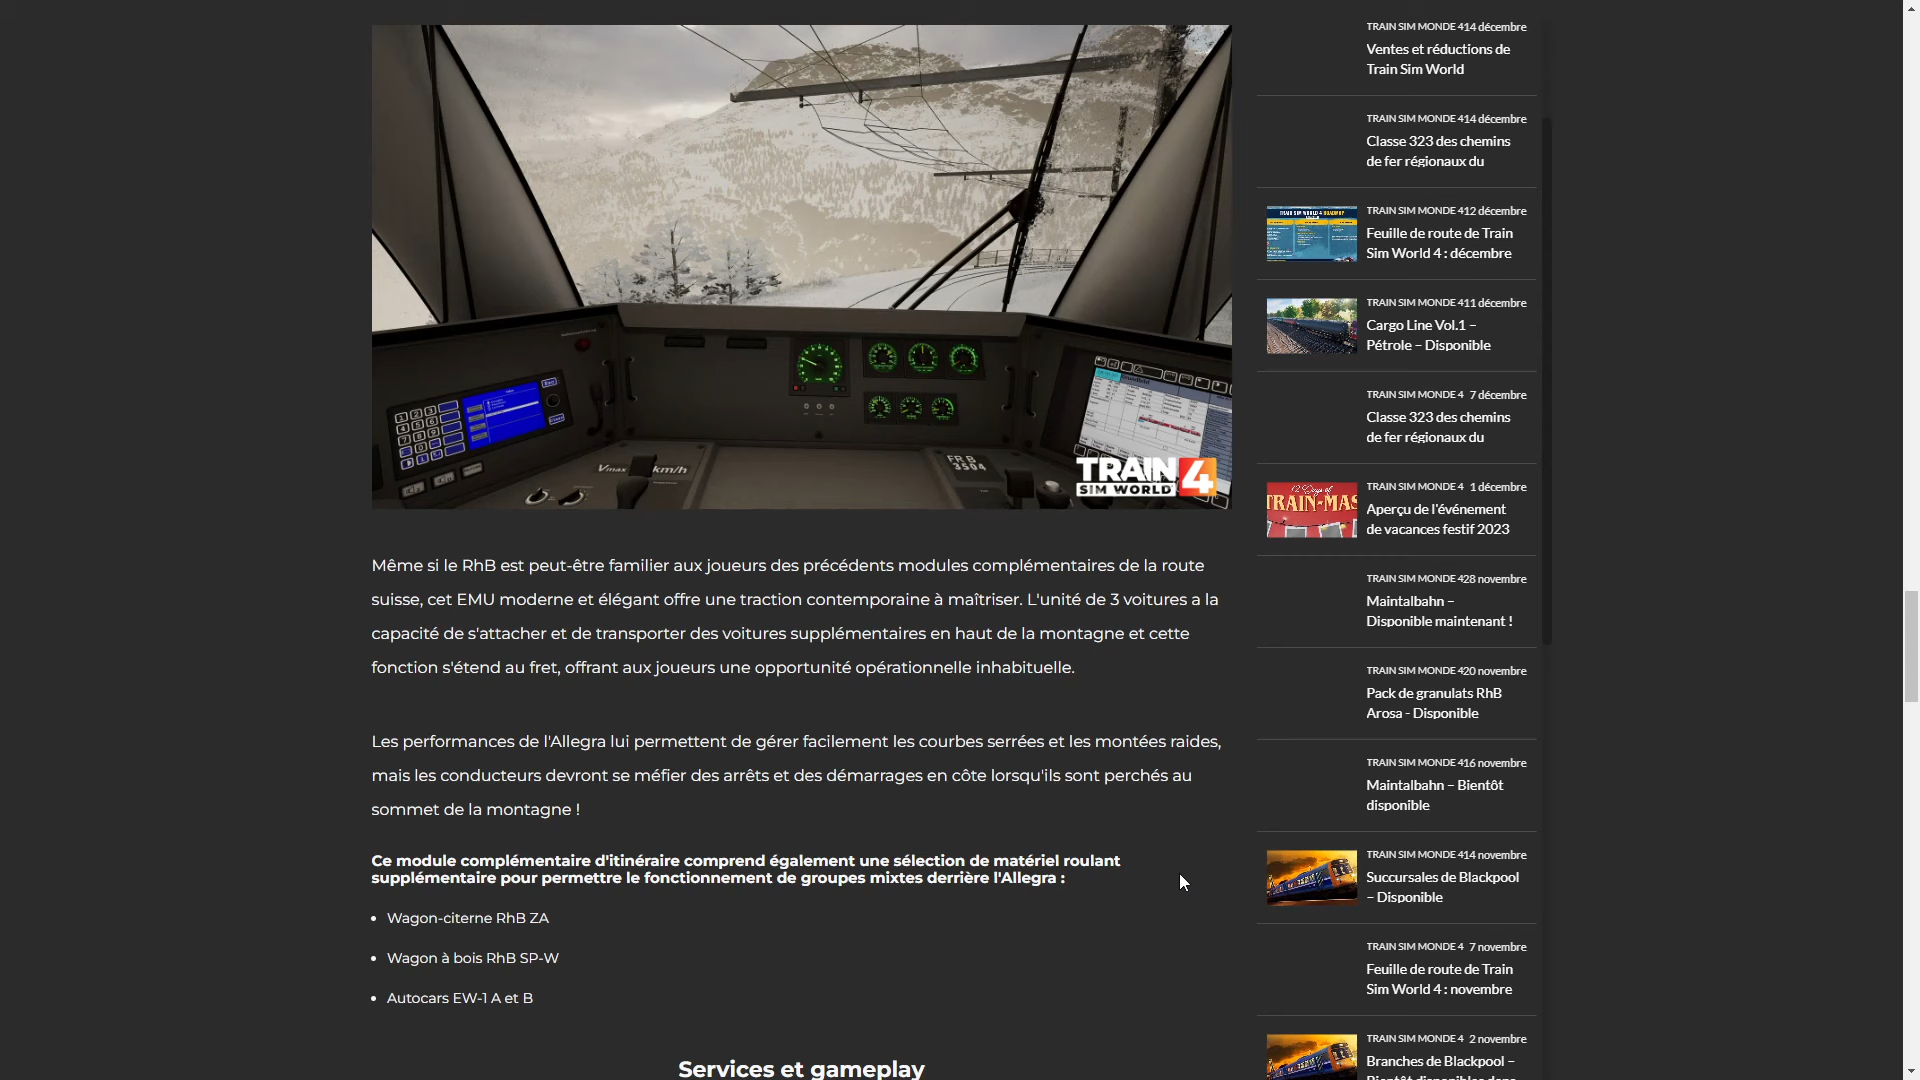 TRAIN
SIM WORLD 4
Vmax km/h
FR B
3504
Même si le RhB est peut-être familier aux joueurs des précédents modules complémentaires de la route
suisse, cet EMU moderne et élégant offre une traction contemporaine à maîtriser. L'unité de 3 voitures a la
capacité de s'attacher et de transporter des voitures supplémentaires en haut de la montagne et cette
fonction s'étend au fret, offrant aux joueurs une opportunité opérationnelle inhabituelle.
Les performances de l'Allegra lui permettent de gérer facilement les courbes serrées et les montées raides,
mais les conducteurs devront se méfier des arrêts et des démarrages en côte lorsqu'ils sont perchés au
sommet de la montagne !
Ce module complémentaire d'itinéraire comprend également une sélection de matériel roulant
supplémentaire pour permettre le fonctionnement de groupes mixtes derrière l'Allegra :
• Wagon-citerne RhB ZA
• Wagon à bois RhB SP-W
• Autocars EW-1 A et B
Services et gameplay
TRAIN SIM MONDE 4 14 décembre
Ventes et réductions de
Train Sim World
TRAIN SIM MONDE 4 14 décembre
Classe 323 des chemins
de fer régionaux du
TRAIN SIM WORLD 4 ROADMAP
TRAIN SIM MONDE 4 12 décembre
Feuille de route de Train
Sim World 4 : décembre
TRAIN SIM MONDE 4 11 décembre
Cargo Line Vol.1 –
Pétrole – Disponible
TRAIN SIM MONDE 4 7 décembre
Classe 323 des chemins
de fer régionaux du
12 Days of
TRAIN-MAS
TRAIN SIM MONDE 4 1 décembre
Aperçu de l'événement
de vacances festif 2023
TRAIN SIM MONDE 4 28 novembre
Maintalbahn –
Disponible maintenant !
TRAIN SIM MONDE 4 20 novembre
Pack de granulats RhB
Arosa - Disponible
TRAIN SIM MONDE 4 16 novembre
Maintalbahn – Bientôt
disponible
TRAIN SIM MONDE 4 14 novembre
Succursales de Blackpool
– Disponible
TRAIN SIM MONDE 4 7 novembre
Feuille de route de Train
Sim World 4 : novembre
TRAIN SIM MONDE 4 2 novembre
Branches de Blackpool –